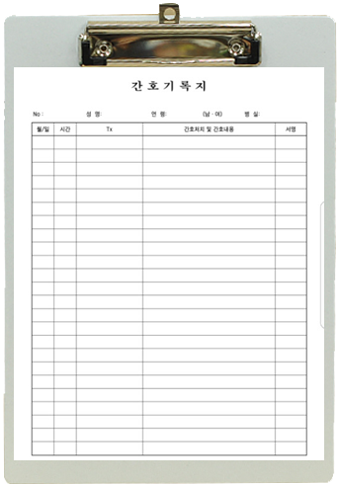 간 호 기 록 지
No : 성 명: 연 령: (남 · 여) 병 실:
월/일 시간 Tx 간호처치 및 간호내용 서명